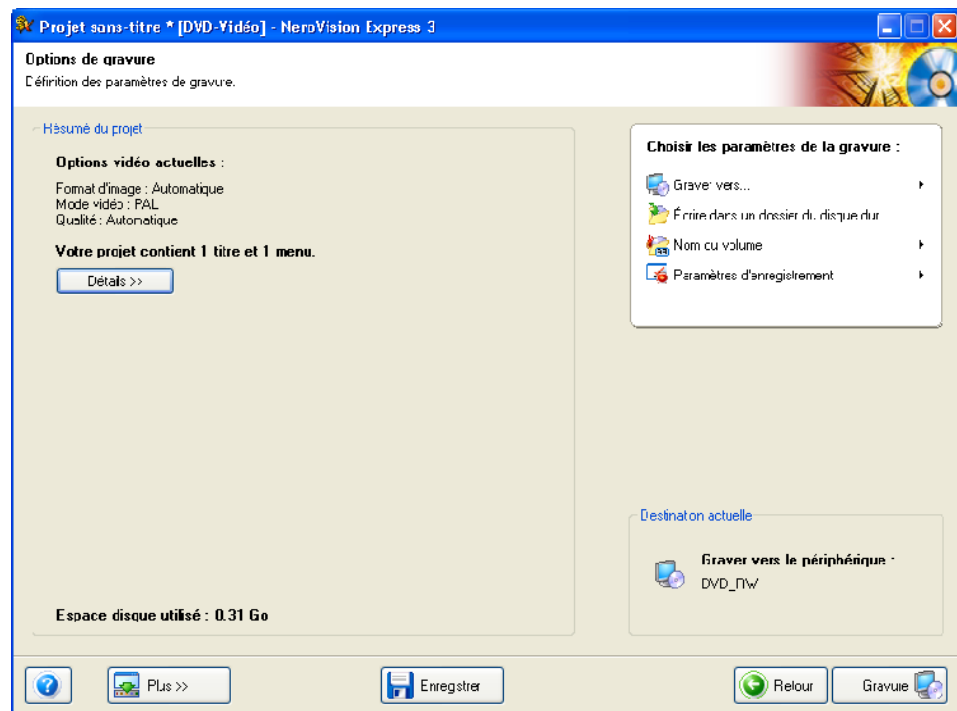 Projet sans-titre * [DVD-Vidéo] - NeroVision Express 3
Options de gravure
Définition des paramètres de gravure.
Résumé du projet
Options vidéo actuelles :
Format d'image : Automatique
Mode vidéo : PAL
Qualité : Automatique
Votre projet contient 1 titre et 1 menu.
Détails >>
Espace disque utilisé : 0.31 Go
Choisir les paramètres de la gravure :
Graver vers...
Écrire dans un dossier du disque dur
Nom du volume
Paramètres d'enregistrement
Destination actuelle
Graver vers le périphérique :
DVD_RW
Plus >>
Enregistrer
Retour
Gravure